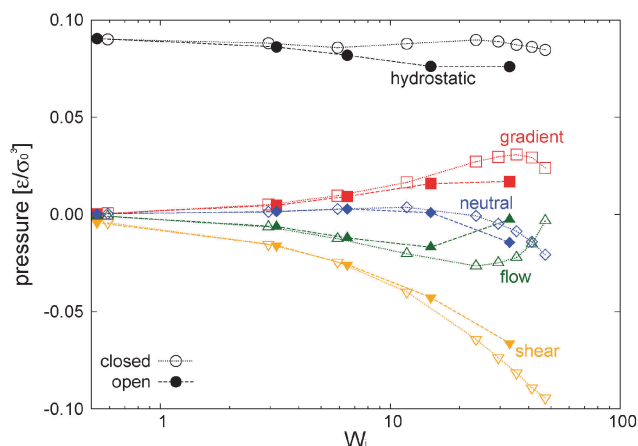 0.10
hydrostatic
0.05
gradient
neutral
0.00
flow
-0.05
shear
closed
open
-0.10
1
10
100
pressure [ε/σ₀³]
Wᵢ